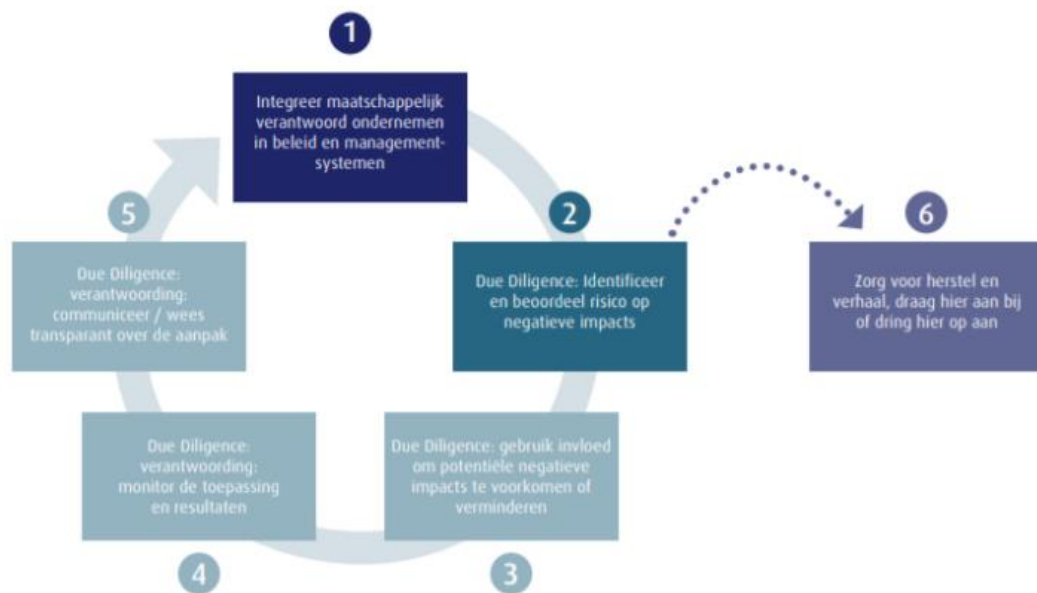 1
Integreer maatschappelijk
verantwoord ondernemen
in beleid en management-
systemen
2
Due Diligence: Identificeer
en beoordeel risico op
negatieve impacts
3
Due Diligence: gebruik invloed
om potentiële negatieve
impacts te voorkomen of
verminderen
4
Due Diligence:
verantwoording:
monitor de toepassing
en resultaten
5
Due Diligence:
verantwoording:
communiceer / wees
transparant over de aanpak
6
Zorg voor herstel en
verhaal, draag hier aan bij
of dring hier op aan